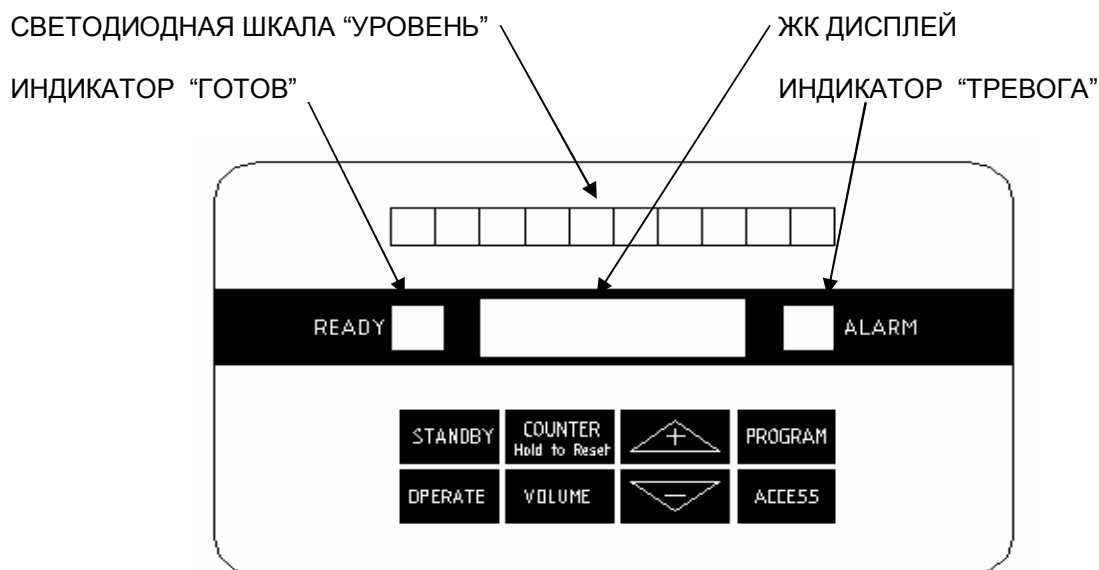 СВЕТОДИОДНАЯ ШКАЛА “УРОВЕНЬ”
ЖК ДИСПЛЕЙ
ИНДИКАТОР “ГОТОВ”
ИНДИКАТОР “ТРЕВОГА”
READY
ALARM
STANDBY
COUNTER
Hold to Reset
+
PROGRAM
OPERATE
VOLUME
−
ACCESS